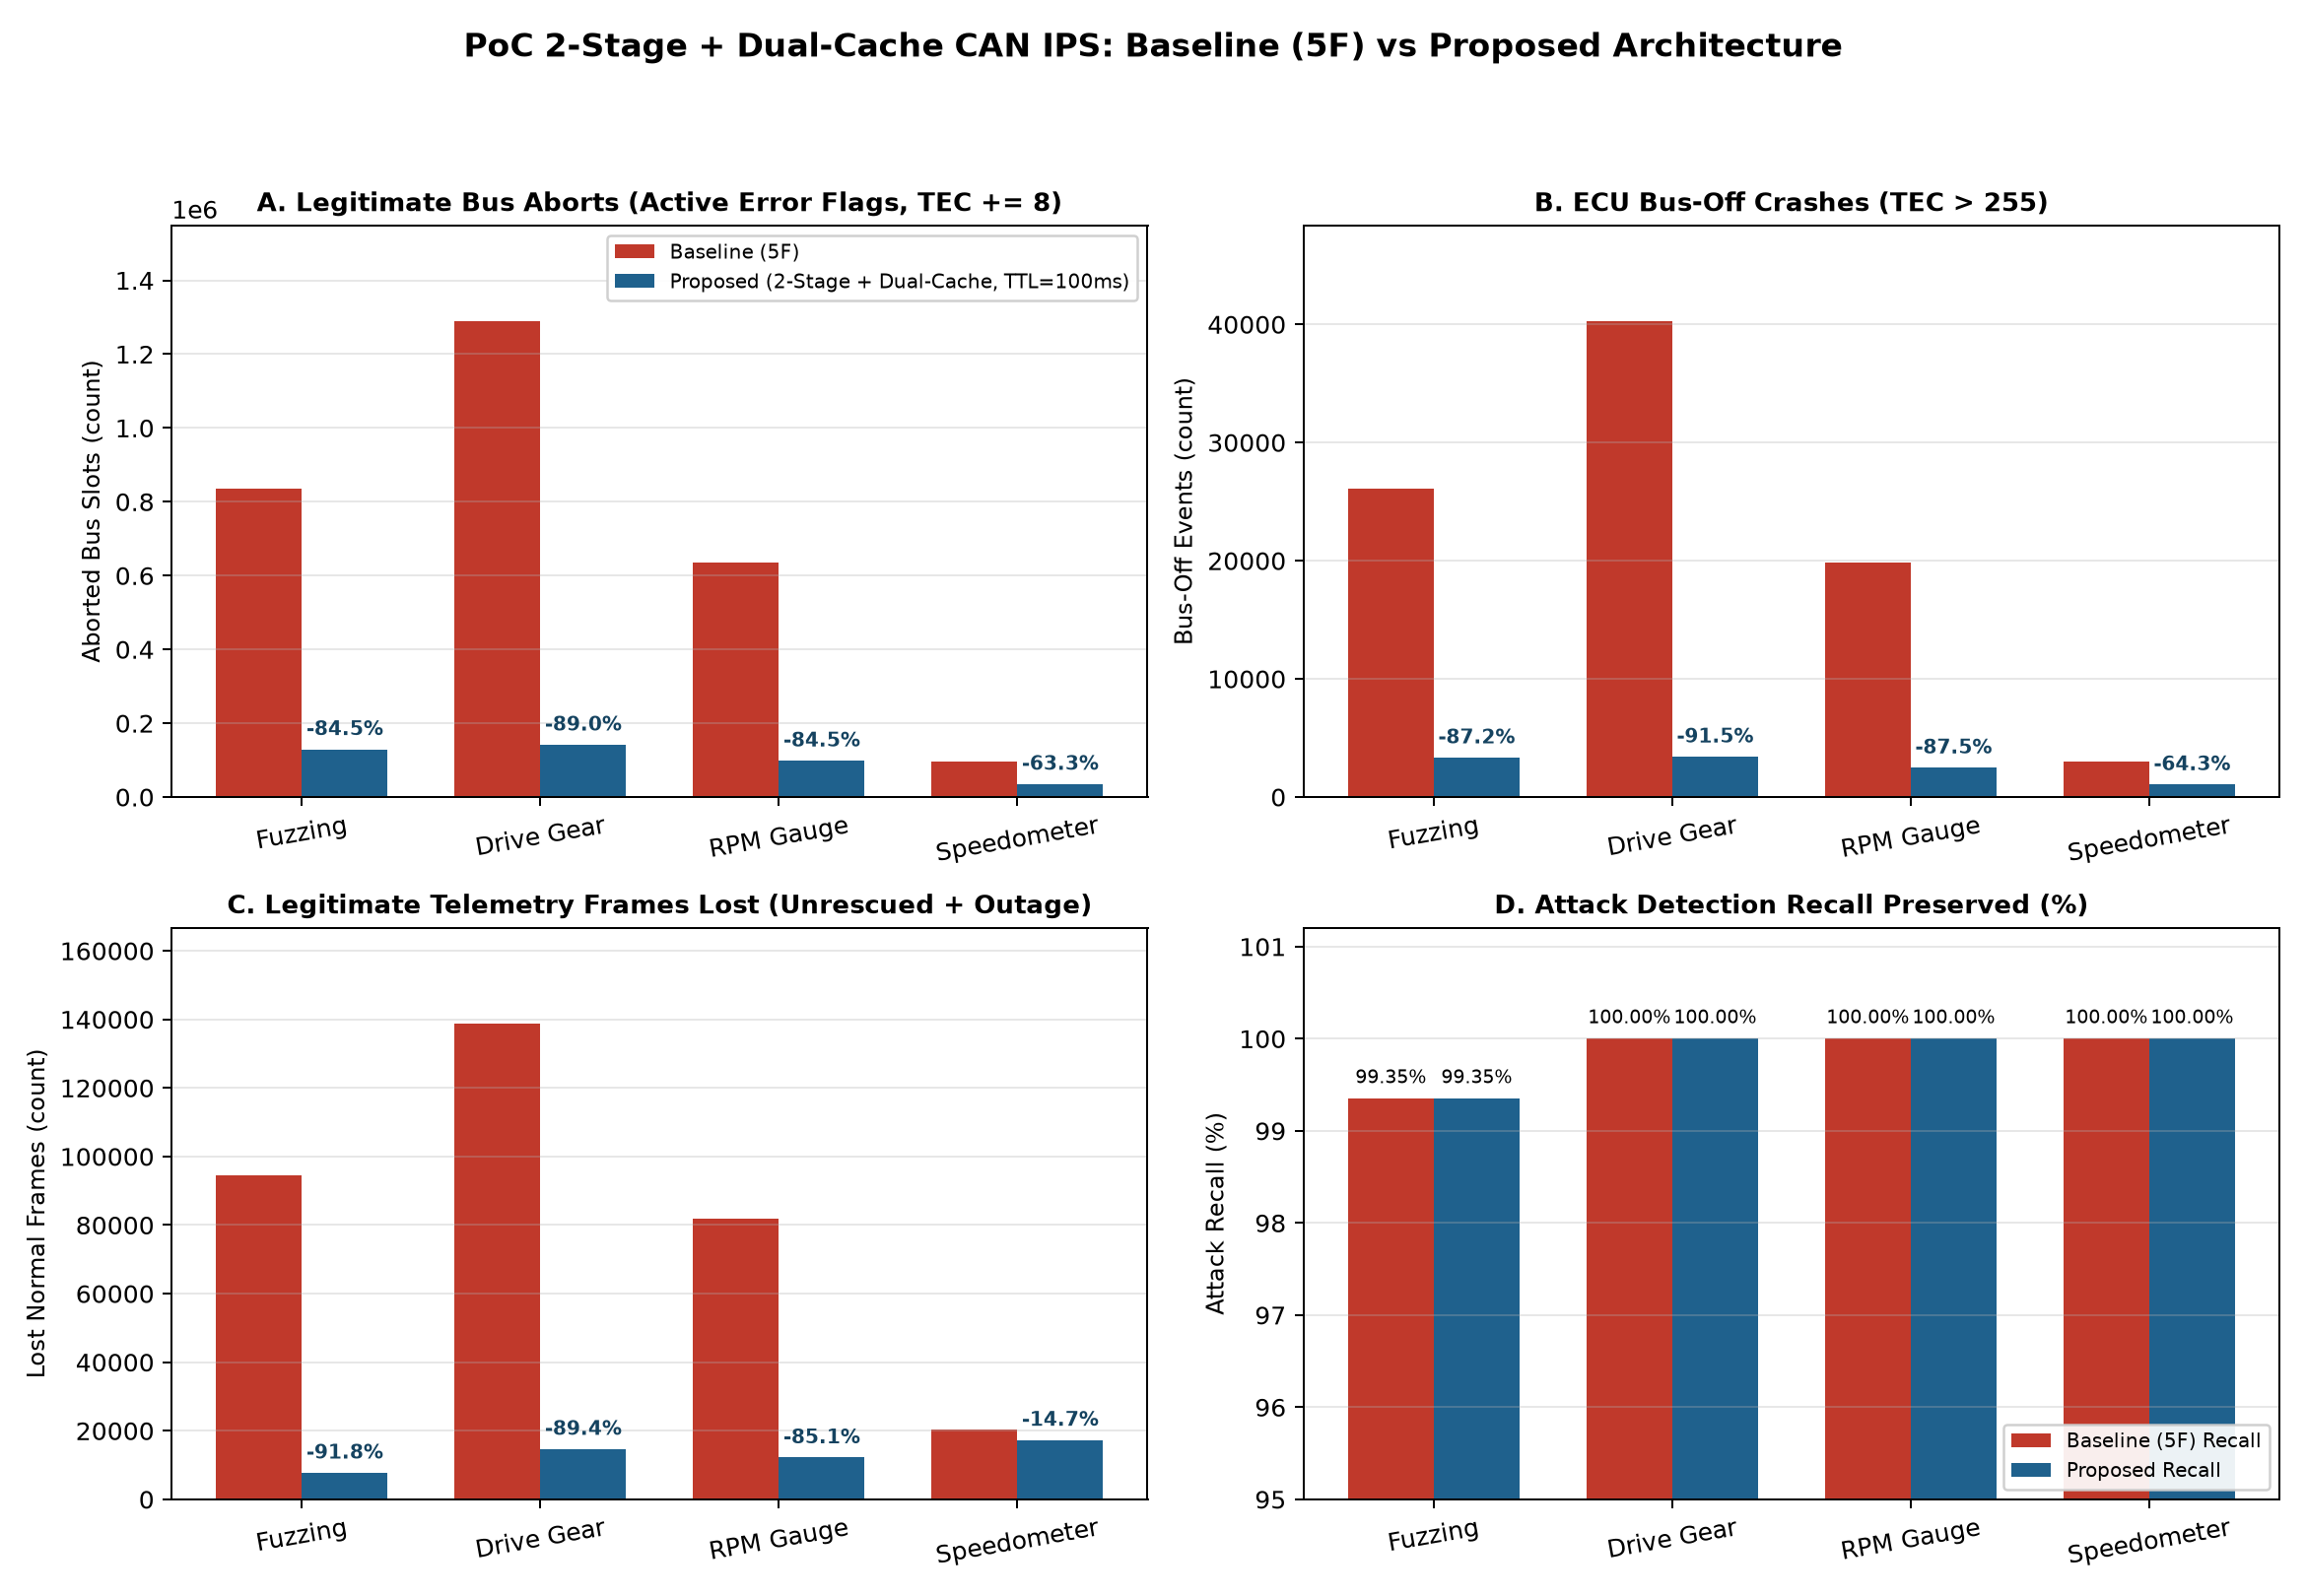 PoC 2-Stage + Dual-Cache CAN IPS: Baseline (5F) vs Proposed Architecture
A. Legitimate Bus Aborts (Active Error Flags, TEC += 8)
1e6
Aborted Bus Slots (count)
1.4
1.2
1.0
0.8
0.6
0.4
0.2
0.0
Baseline (5F)
Proposed (2-Stage + Dual-Cache, TTL=100ms)
-84.5%
-89.0%
-84.5%
-63.3%
Fuzzing
Drive Gear
RPM Gauge
Speedometer
B. ECU Bus-Off Crashes (TEC > 255)
Bus-Off Events (count)
40000
30000
20000
10000
0
-87.2%
-91.5%
-87.5%
-64.3%
Fuzzing
Drive Gear
RPM Gauge
Speedometer
C. Legitimate Telemetry Frames Lost (Unrescued + Outage)
Lost Normal Frames (count)
160000
140000
120000
100000
80000
60000
40000
20000
0
-91.8%
-89.4%
-85.1%
-14.7%
Fuzzing
Drive Gear
RPM Gauge
Speedometer
D. Attack Detection Recall Preserved (%)
Attack Recall (%)
101
100
99
98
97
96
95
99.35%
99.35%
100.00%
100.00%
100.00%
100.00%
100.00%
100.00%
Baseline (5F) Recall
Proposed Recall
Fuzzing
Drive Gear
RPM Gauge
Speedometer